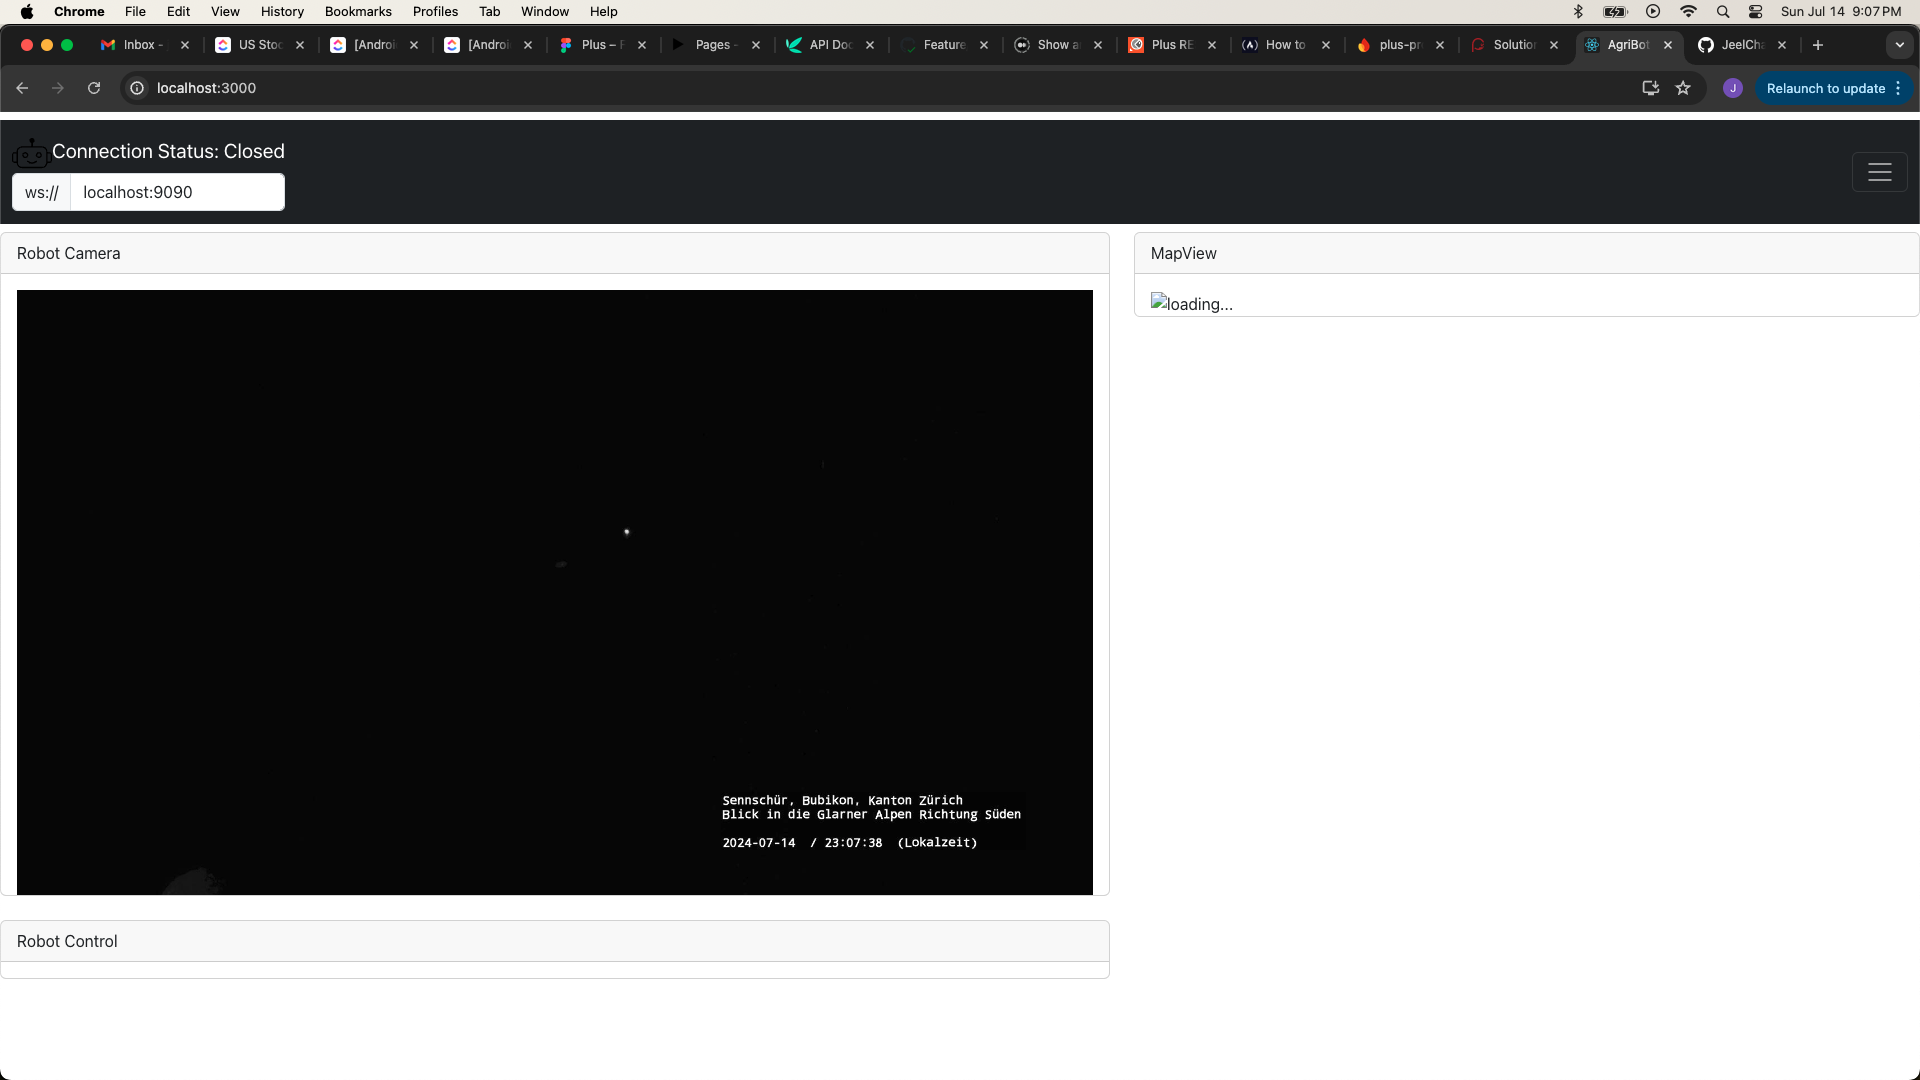 Chrome File Edit View History Bookmarks Profiles Tab Window Help Sun Jul 14 9:07 PM
Inbox - US Stoc [Androi [Androi Plus – F Pages - API Doc Feature Show a Plus RE How to plus-pr Solution AgriBot JeelCha
localhost:3000 J Relaunch to update
Connection Status: Closed
ws:// localhost:9090
Robot Camera
MapView
loading...
Sennschür, Bubikon, Kanton Zürich
Blick in die Glarner Alpen Richtung Süden
2024-07-14 / 23:07:38 (Lokalzeit)
Robot Control